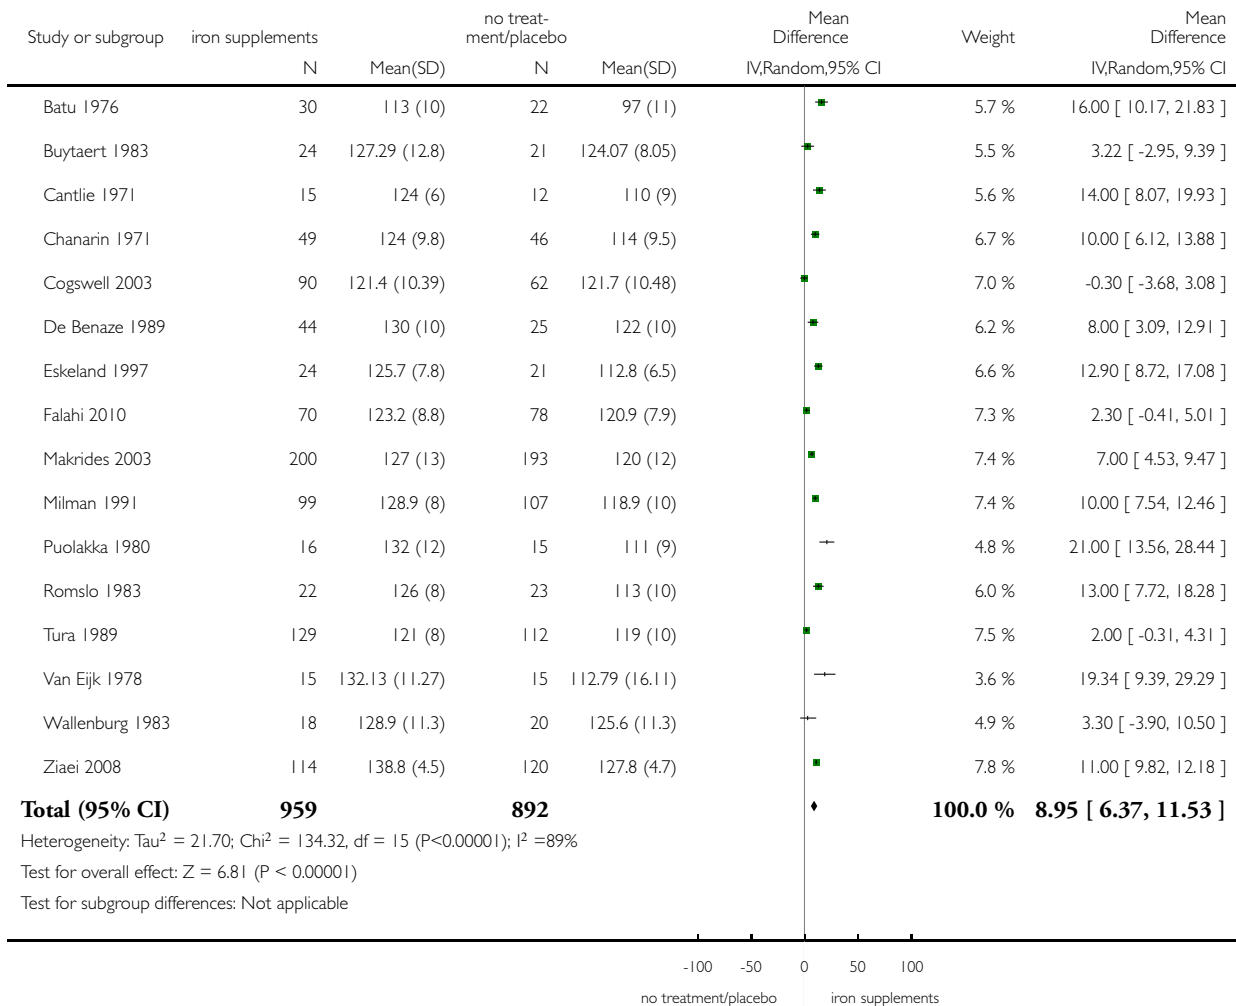 Study or subgroup iron supplements no treat-ment/placebo Mean Difference Weight Mean Difference
N Mean(SD) N Mean(SD) IV,Random,95% CI IV,Random,95% CI
Batu 1976 30 113 (10) 22 97 (11) 5.7 % 16.00 [ 10.17, 21.83 ]
Buytaert 1983 24 127.29 (12.8) 21 124.07 (8.05) 5.5 % 3.22 [ -2.95, 9.39 ]
Cantlie 1971 15 124 (6) 12 110 (9) 5.6 % 14.00 [ 8.07, 19.93 ]
Chanarin 1971 49 124 (9.8) 46 114 (9.5) 6.7 % 10.00 [ 6.12, 13.88 ]
Cogswell 2003 90 121.4 (10.39) 62 121.7 (10.48) 7.0 % -0.30 [ -3.68, 3.08 ]
De Benaze 1989 44 130 (10) 25 122 (10) 6.2 % 8.00 [ 3.09, 12.91 ]
Eskeland 1997 24 125.7 (7.8) 21 112.8 (6.5) 6.6 % 12.90 [ 8.72, 17.08 ]
Falahi 2010 70 123.2 (8.8) 78 120.9 (7.9) 7.3 % 2.30 [ -0.41, 5.01 ]
Makrides 2003 200 127 (13) 193 120 (12) 7.4 % 7.00 [ 4.53, 9.47 ]
Milman 1991 99 128.9 (8) 107 118.9 (10) 7.4 % 10.00 [ 7.54, 12.46 ]
Puolakka 1980 16 132 (12) 15 111 (9) 4.8 % 21.00 [ 13.56, 28.44 ]
Romslo 1983 22 126 (8) 23 113 (10) 6.0 % 13.00 [ 7.72, 18.28 ]
Tura 1989 129 121 (8) 112 119 (10) 7.5 % 2.00 [ -0.31, 4.31 ]
Van Eijk 1978 15 132.13 (11.27) 15 112.79 (16.11) 3.6 % 19.34 [ 9.39, 29.29 ]
Wallenburg 1983 18 128.9 (11.3) 20 125.6 (11.3) 4.9 % 3.30 [ -3.90, 10.50 ]
Ziaei 2008 114 138.8 (4.5) 120 127.8 (4.7) 7.8 % 11.00 [ 9.82, 12.18 ]
Total (95% CI) 959 892 100.0 % 8.95 [ 6.37, 11.53 ]
Heterogeneity: Tau² = 21.70; Chi² = 134.32, df = 15 (P<0.00001); I² =89%
Test for overall effect: Z = 6.81 (P < 0.00001)
Test for subgroup differences: Not applicable
-100 -50 0 50 100
no treatment/placebo iron supplements